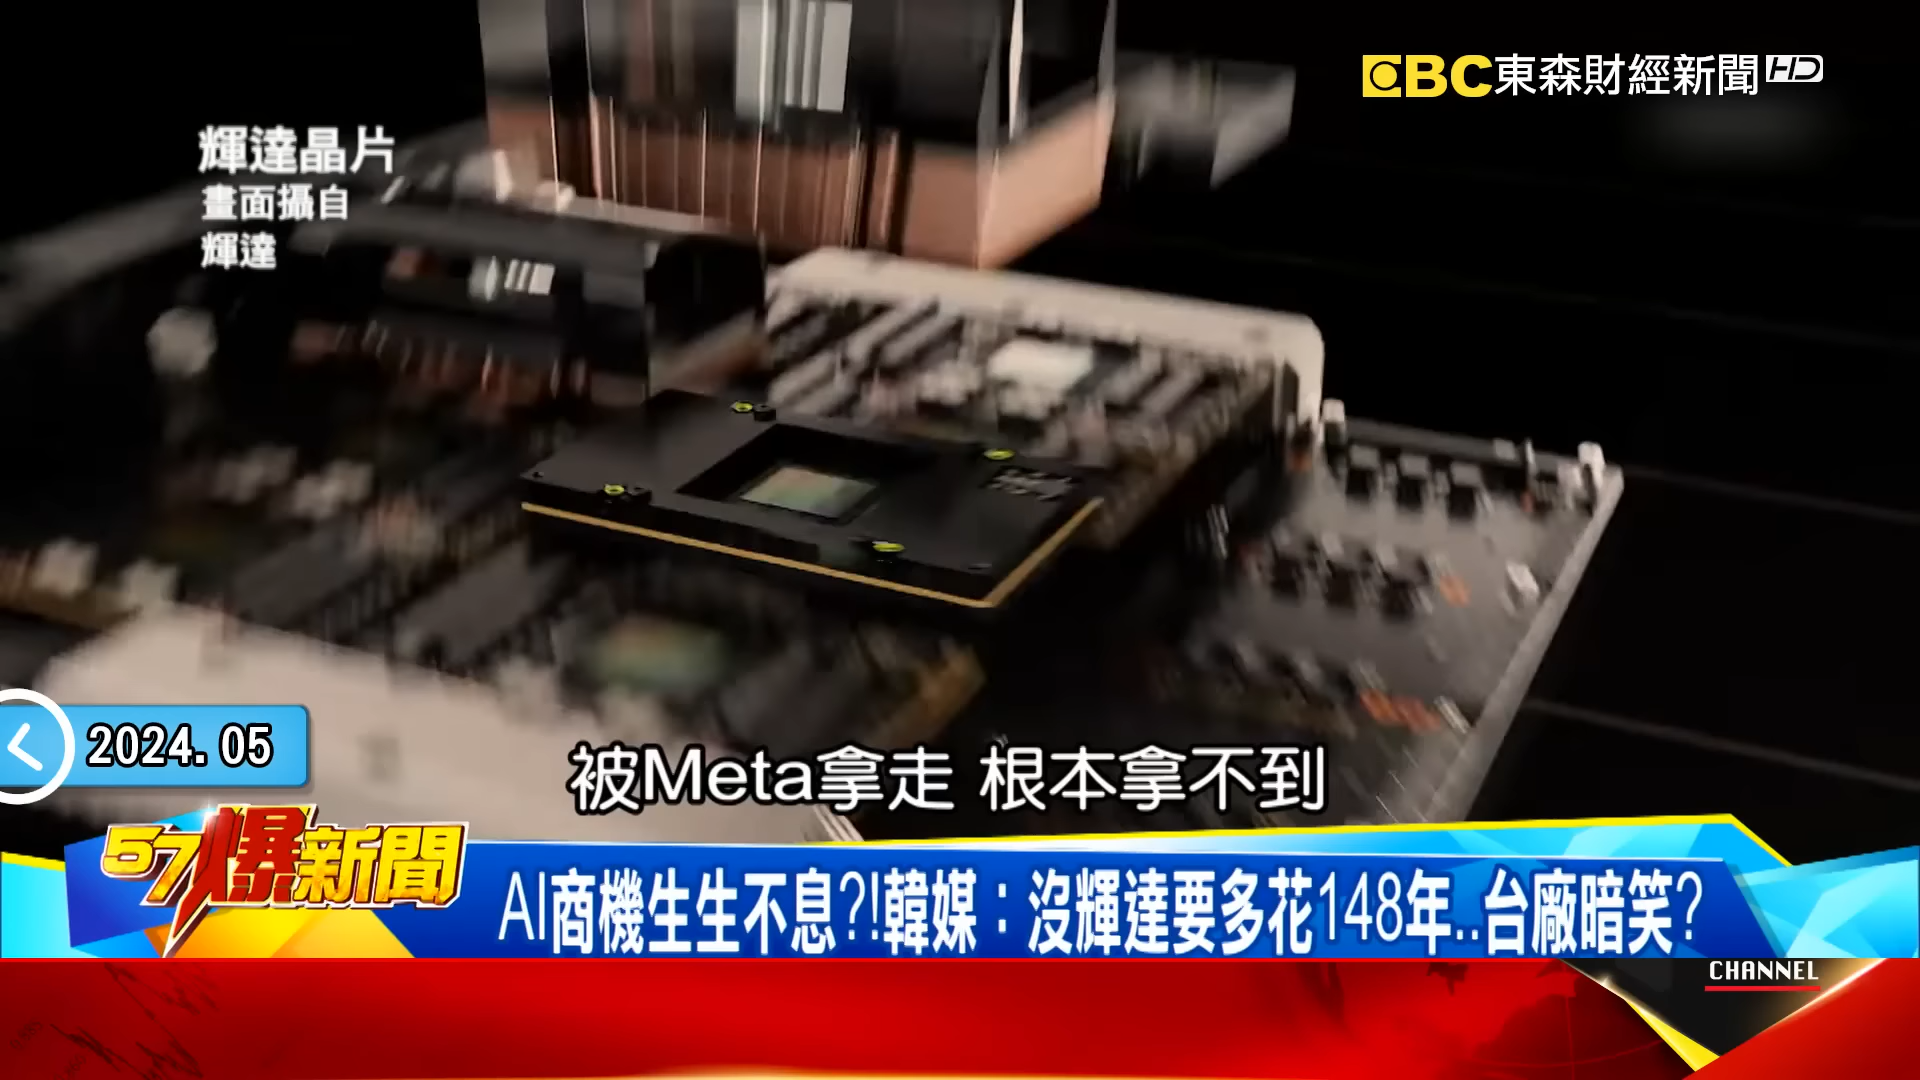 EBC東森財經新聞HD
輝達晶片
畫面攝自
輝達
2024.05
被Meta拿走 根本拿不到
57爆新聞
AI商機生生不息?!韓媒：沒輝達要多花148年..台廠暗笑?
CHANNEL